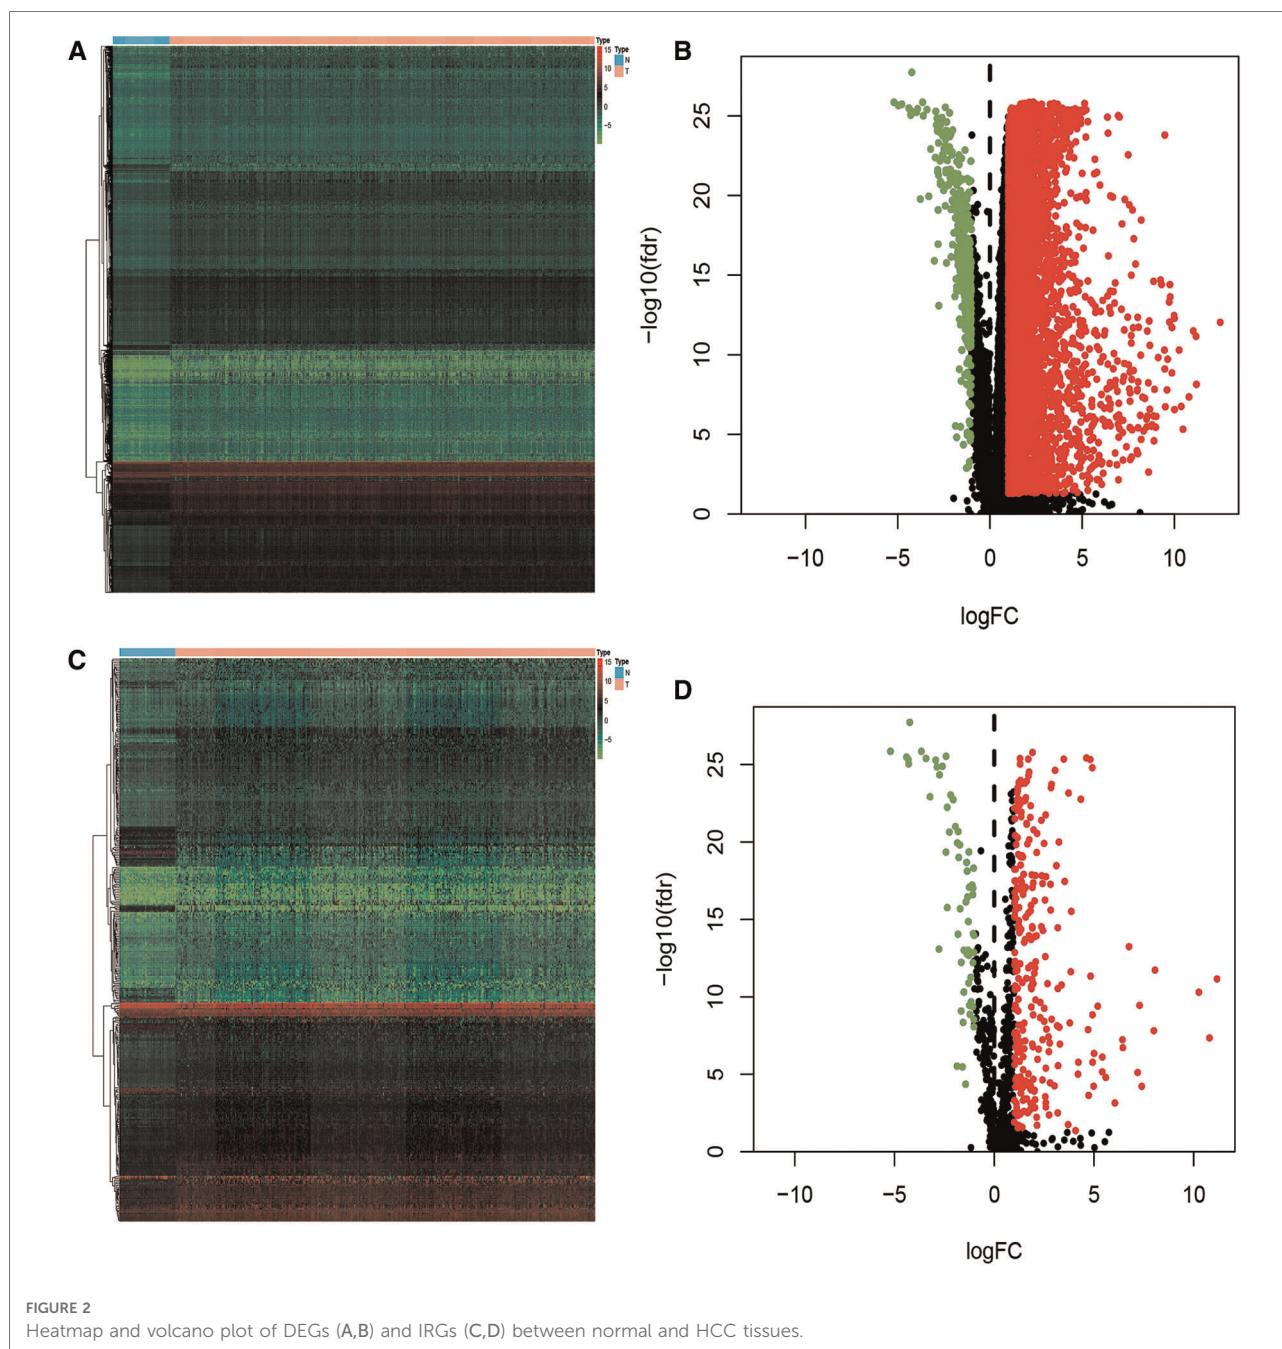 A
Type
15
10
5
0
−5
Type
N
T
B
25
20
15
10
5
0
−log10(fdr)
−10 −5 0 5 10
logFC
C
Type
15
10
5
0
−5
Type
N
T
D
25
20
15
10
5
0
−log10(fdr)
−10 −5 0 5 10
logFC
FIGURE 2
Heatmap and volcano plot of DEGs (A,B) and IRGs (C,D) between normal and HCC tissues.